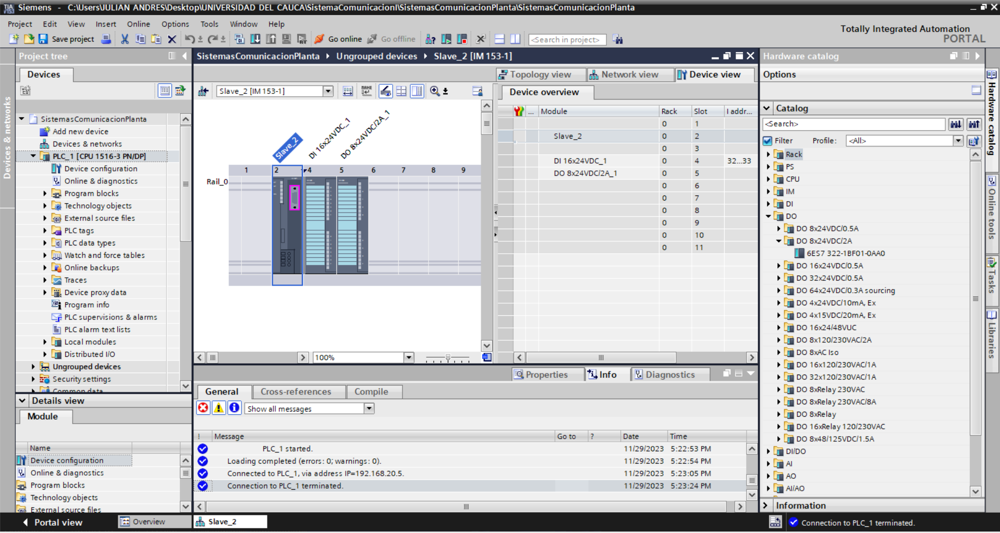 Siemens - C:\Users\JULIAN ANDRES\Desktop\UNIVERSIDAD DEL CAUCA\SistemaComunicacionI\SistemasComunicacionPlanta\SistemasComunicacionPlanta
Project Edit View Insert Online Options Tools Window Help
Totally Integrated Automation
PORTAL
Save project
Go online
Go offline
<Search in project>
Project tree
Devices
Devices & networks
SistemasComunicacionPlanta
Add new device
Devices & networks
PLC_1 [CPU 1516-3 PN/DP]
Device configuration
Online & diagnostics
Program blocks
Technology objects
External source files
PLC tags
PLC data types
Watch and force tables
Online backups
Traces
Device proxy data
Program info
PLC supervisions & alarms
PLC alarm text lists
Local modules
Distributed I/O
Ungrouped devices
Security settings
Common data
Details view
Module
Name
Device configuration
Online & diagnostics
Program blocks
Technology objects
External source files
SistemasComunicacionPlanta Ungrouped devices Slave_2 [IM 153-1]
Topology view Network view Device view
Slave_2 [IM 153-1]
NAME
Slave_2
DI 16x24VDC_1
DO 8x24VDC/2A_1
1 2 4 5 6 7 8 9
Rail_0
100%
Device overview
... Module Rack Slot I addr...
0 1
Slave_2 0 2
0 3
DI 16x24VDC_1 0 4 32...33
DO 8x24VDC/2A_1 0 5
0 6
0 7
0 8
0 9
0 10
0 11
Properties Info Diagnostics
General Cross-references Compile
Show all messages
! Message Go to ? Date Time
PLC_1 started. 11/29/2023 5:22:53 PM
Loading completed (errors: 0; warnings: 0). 11/29/2023 5:22:54 PM
Connected to PLC_1, via address IP=192.168.20.5. 11/29/2023 5:23:05 PM
Connection to PLC_1 terminated. 11/29/2023 5:23:24 PM
Hardware catalog
Options
Catalog
<Search>
Filter Profile: <All>
Rack
PS
CPU
IM
DI
DO
DO 8x24VDC/0.5A
DO 8x24VDC/2A
6ES7 322-1BF01-0AA0
DO 16x24VDC/0.5A
DO 32x24VDC/0.5A
DO 64x24VDC/0.3A sourcing
DO 4x24VDC/10mA, Ex
DO 4x15VDC/20mA, Ex
DO 16x24/48VUC
DO 8x120/230VAC/2A
DO 8xAC Iso
DO 16x120/230VAC/1A
DO 32x120/230VAC/1A
DO 8xRelay 230VAC
DO 8xRelay 230VAC/8A
DO 8xRelay
DO 16xRelay 120/230VAC
DO 8x48/125VDC/1.5A
DI/DO
AI
AO
AI/AO
Information
Hardware catalog
Online tools
Tasks
Libraries
Portal view
Overview
Slave_2
Connection to PLC_1 terminated.